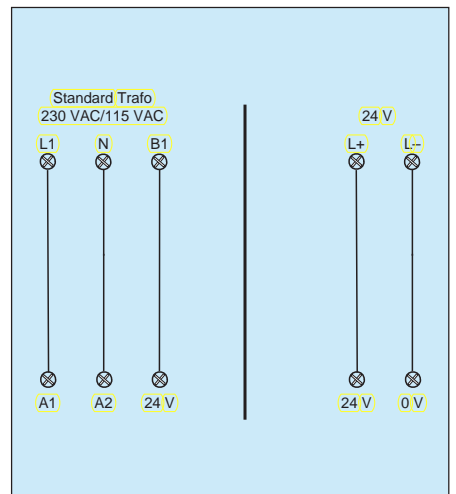 Standard Trafo
230 VAC/115 VAC
L1 N B1
A1 A2 24 V
24 V
L+ L-
24 V 0 V